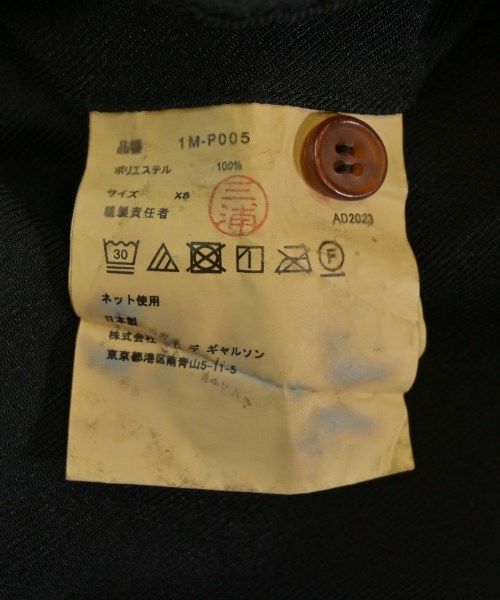 品番 1M-P005
ポリエステル 100%
サイズ XS
縫製責任者 三浦
AD2023
30 F
ネット使用
日本製
株式会社 デ ギャルソン
東京都港区南青山5-11-5